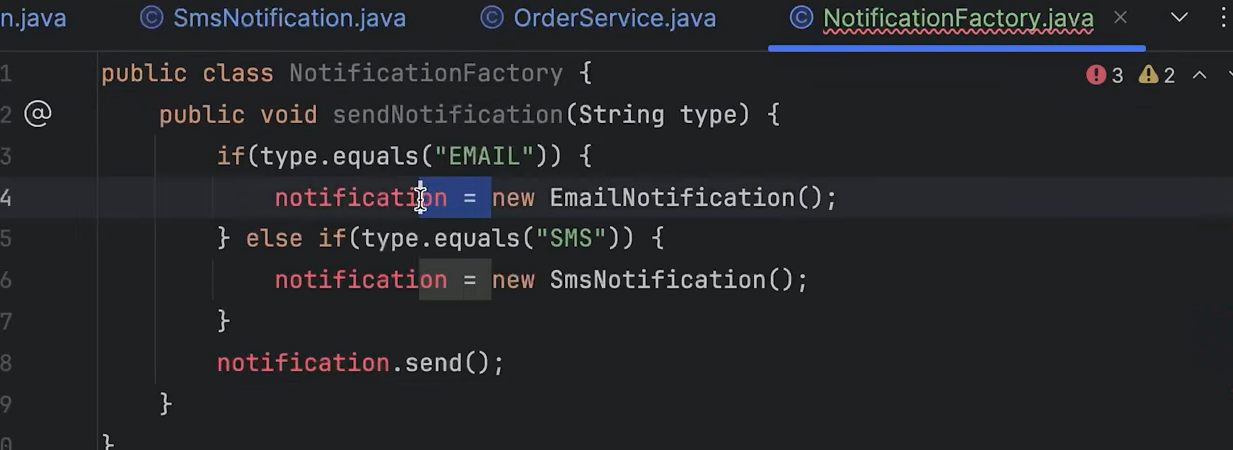 n.java SmsNotification.java OrderService.java NotificationFactory.java
1 public class NotificationFactory { 3 2
2 @ public void sendNotification(String type) {
3 if(type.equals("EMAIL")) {
4 notification = new EmailNotification();
5 } else if(type.equals("SMS")) {
6 notification = new SmsNotification();
7 }
8 notification.send();
9 }
0 }